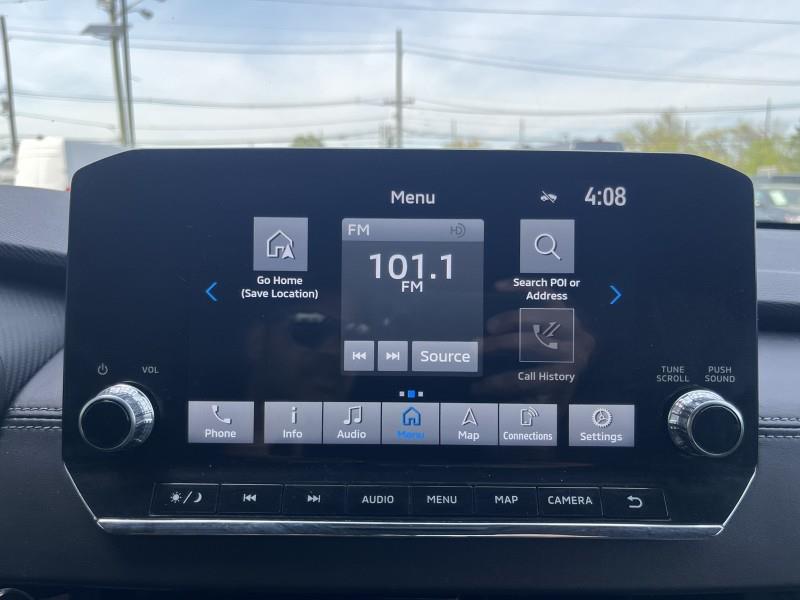 Menu
4:08
Go Home
(Save Location)
FM
HD
101.1
FM
Source
Search POI or
Address
Call History
VOL
TUNE
SCROLL
PUSH
SOUND
Phone
i
Info
Audio
Menu
Map
Connections
Settings
AUDIO
MENU
MAP
CAMERA